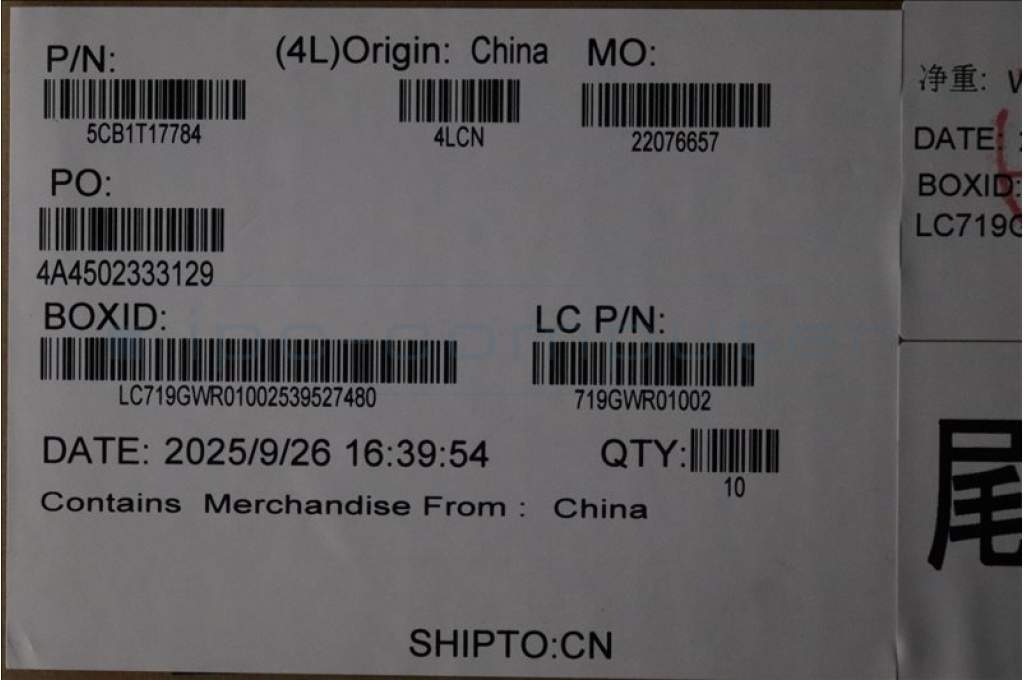 P/N: (4L)Origin: China MO:
5CB1T17784 4LCN 22076657
PO:
4A4502333129
BOXID: LC P/N:
LC719GWR01002539527480 719GWR01002
DATE: 2025/9/26 16:39:54 QTY:
10
Contains Merchandise From : China
SHIPTO:CN
净重:
DATE:
BOXID:
LC719G
尾